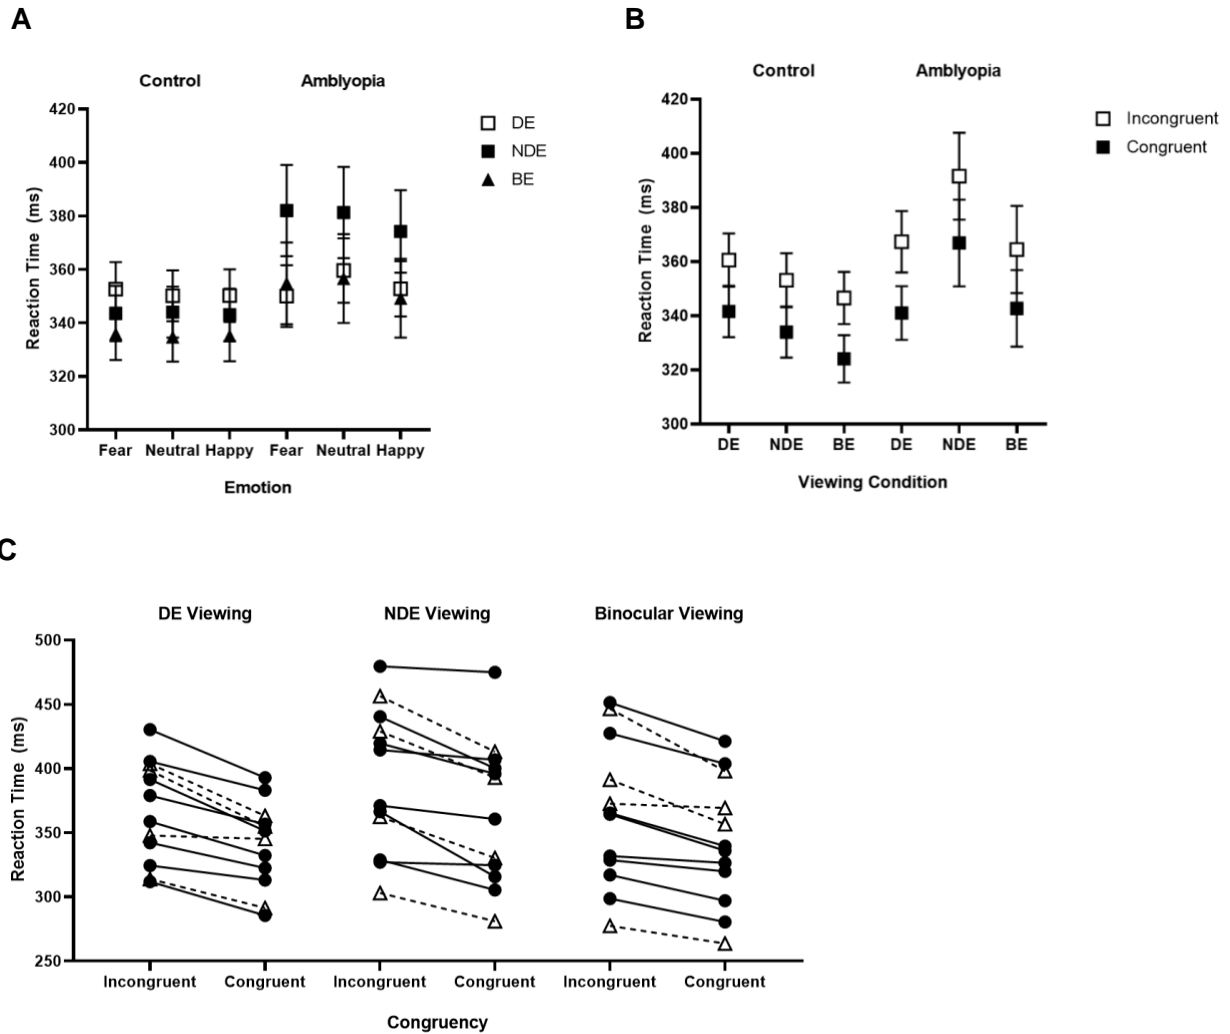 A
Control Amblyopia
DE
NDE
BE
420
400
380
360
340
320
300
Reaction Time (ms)
Fear Neutral Happy Fear Neutral Happy
Emotion
B
Control Amblyopia
Incongruent
Congruent
420
400
380
360
340
320
300
Reaction Time (ms)
DE NDE BE DE NDE BE
Viewing Condition
C
DE Viewing NDE Viewing Binocular Viewing
500
450
400
350
300
250
Reaction Time (ms)
Incongruent Congruent Incongruent Congruent Incongruent Congruent
Congruency